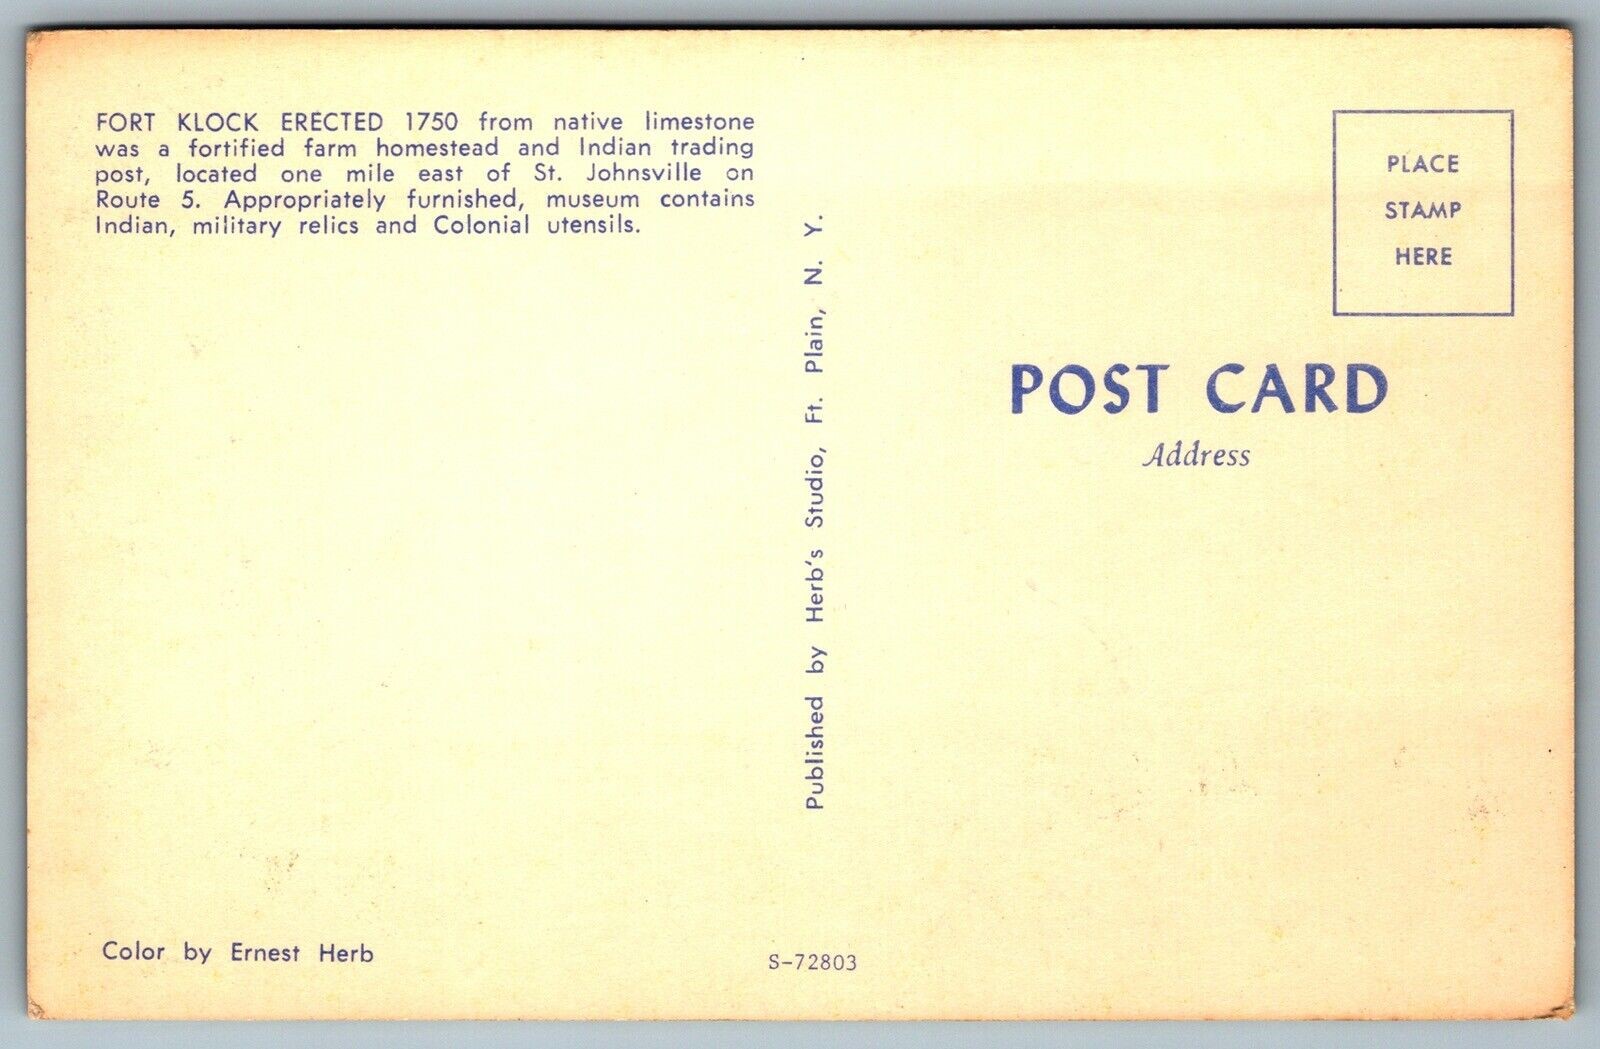 FORT KLOCK ERECTED 1750 from native limestone
was a fortified farm homestead and Indian trading
post, located one mile east of St. Johnsville on
Route 5. Appropriately furnished, museum contains
Indian, military relics and Colonial utensils.
Color by Ernest Herb
Published by Herb's Studio, Ft. Plain, N. Y.
S-72803
PLACE
STAMP
HERE
POST CARD
Address